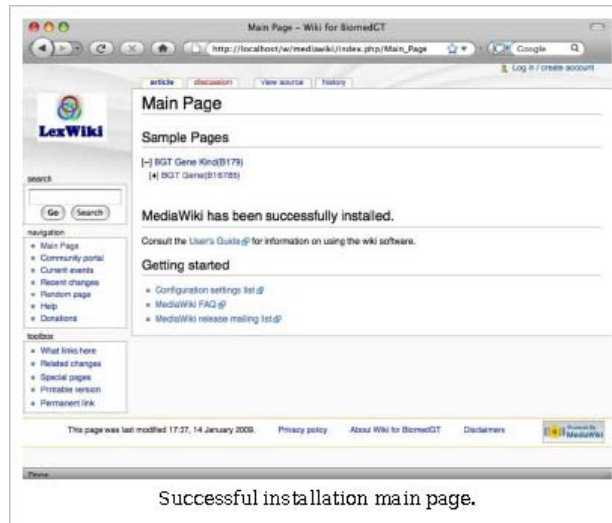 Main Page – Wiki for BiomedGT
http://localhost/w/mediawiki/index.php/Main_Page
Google
Log in / create account
article discussion view source history
LexWiki
Main Page
Sample Pages
[–] BGT Gene Kind(B179)
[+] BGT Gene(B16785)
MediaWiki has been successfully installed.
Consult the User's Guide for information on using the wiki software.
Getting started
Configuration settings list
MediaWiki FAQ
MediaWiki release mailing list
search
Go Search
navigation
Main Page
Community portal
Current events
Recent changes
Random page
Help
Donations
toolbox
What links here
Related changes
Special pages
Printable version
Permanent link
This page was last modified 17:37, 14 January 2009. Privacy policy About Wiki for BiomedGT Disclaimers
Powered By
MediaWiki
Done
Successful installation main page.